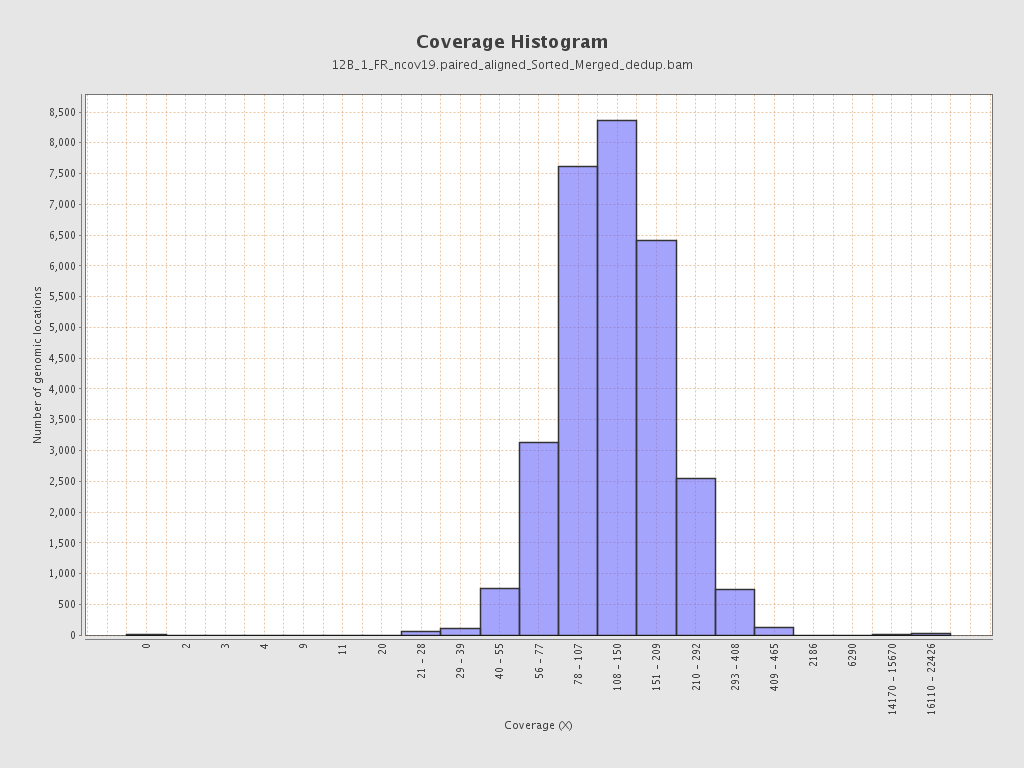 Coverage Histogram
12B_1_FR_ncov19.paired_aligned_Sorted_Merged_dedup.bam
Number of genomic locations
8,500
8,000
7,500
7,000
6,500
6,000
5,500
5,000
4,500
4,000
3,500
3,000
2,500
2,000
1,500
1,000
500
0
0
2
3
4
9
11
20
21 - 28
29 - 39
40 - 55
56 - 77
78 - 107
108 - 150
151 - 209
210 - 292
293 - 408
409 - 465
2186
6290
14170 - 15670
16110 - 22426
Coverage (X)